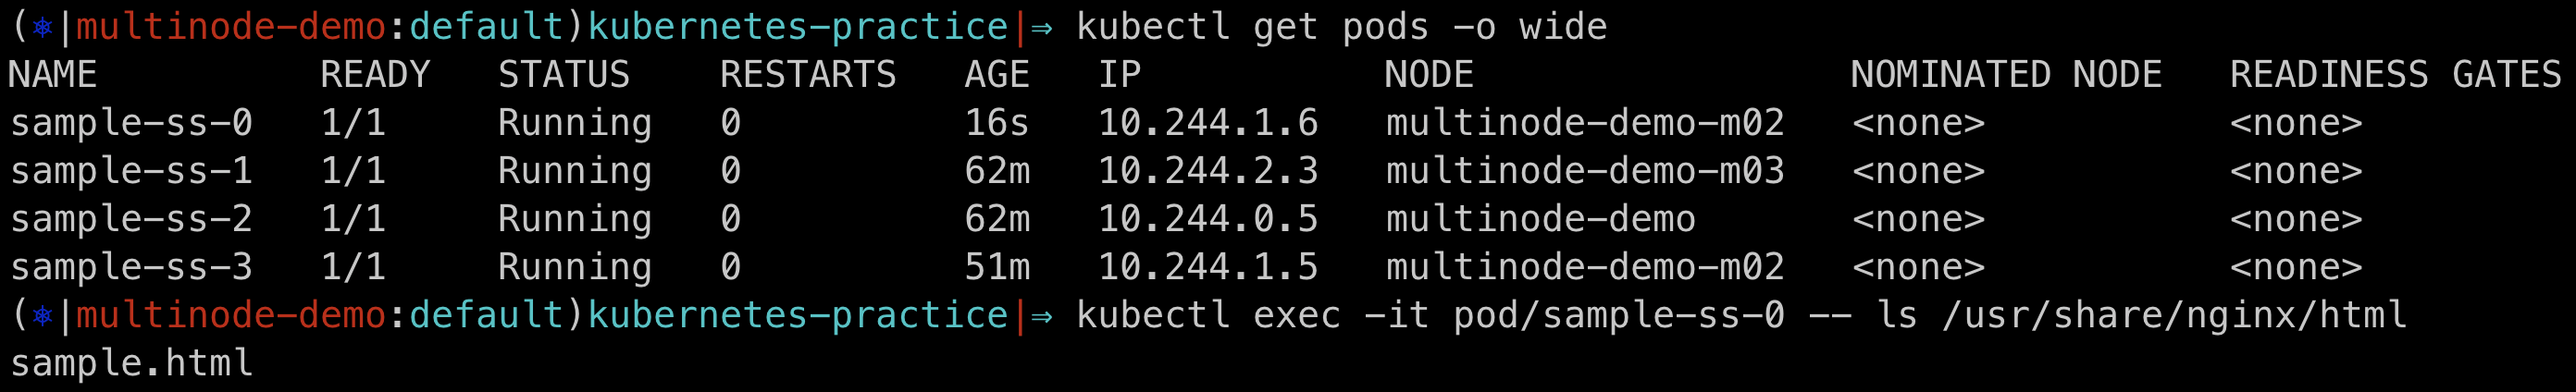 (⎈|multinode-demo:default)kubernetes-practice|⇒ kubectl get pods -o wide
NAME          READY   STATUS    RESTARTS   AGE   IP           NODE                 NOMINATED NODE   READINESS GATES
sample-ss-0   1/1     Running   0          16s   10.244.1.6   multinode-demo-m02   <none>           <none>
sample-ss-1   1/1     Running   0          62m   10.244.2.3   multinode-demo-m03   <none>           <none>
sample-ss-2   1/1     Running   0          62m   10.244.0.5   multinode-demo       <none>           <none>
sample-ss-3   1/1     Running   0          51m   10.244.1.5   multinode-demo-m02   <none>           <none>
(⎈|multinode-demo:default)kubernetes-practice|⇒ kubectl exec -it pod/sample-ss-0 -- ls /usr/share/nginx/html
sample.html